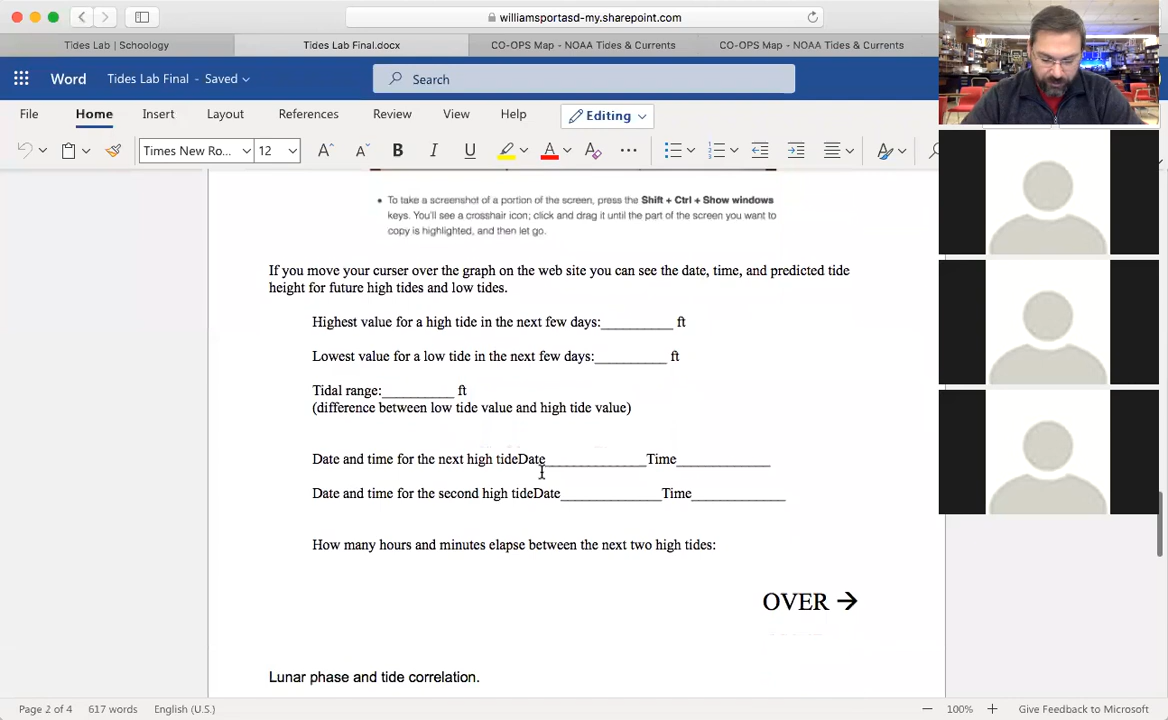 williamsportasd-my.sharepoint.com
Tides Lab | Schoology
Tides Lab Final.docx
CO-OPS Map - NOAA Tides & Currents
CO-OPS Map - NOAA Tides & Currents
Word
Tides Lab Final - Saved
Search
File
Home
Insert
Layout
References
Review
View
Help
Editing
Times New Ro...
12
A
A
B
I
U
A
A
• To take a screenshot of a portion of the screen, press the Shift + Ctrl + Show windows
keys. You'll see a crosshair icon; click and drag it until the part of the screen you want to
copy is highlighted, and then let go.
If you move your curser over the graph on the web site you can see the date, time, and predicted tide
height for future high tides and low tides.
Highest value for a high tide in the next few days:__________ ft
Lowest value for a low tide in the next few days:__________ ft
Tidal range:__________ ft
(difference between low tide value and high tide value)
Date and time for the next high tideDate______________Time_____________
Date and time for the second high tideDate______________Time_____________
How many hours and minutes elapse between the next two high tides:
OVER →
Lunar phase and tide correlation.
Page 2 of 4
617 words
English (U.S.)
100%
Give Feedback to Microsoft